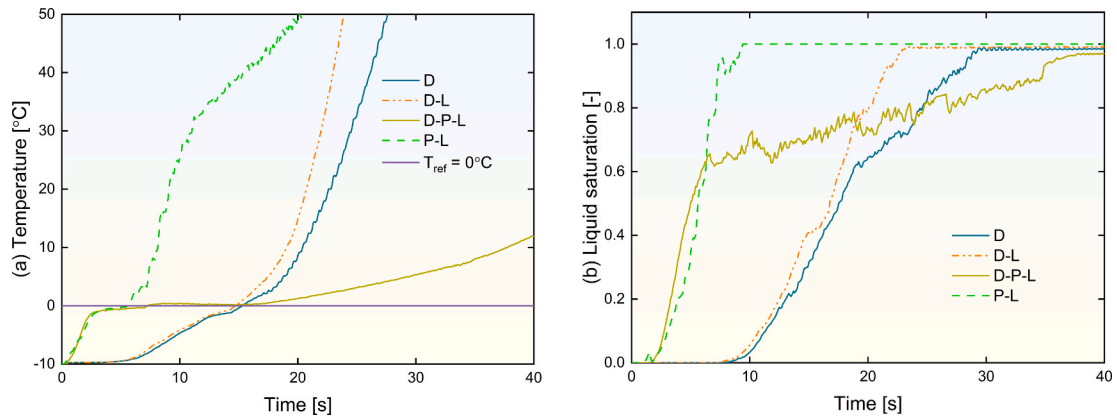 (a) Temperature [°C]
50
40
30
20
10
0
-10
D
D-L
D-P-L
P-L
Tref = 0°C
0
10
20
30
40
Time [s]
(b) Liquid saturation [-]
1.0
0.8
0.6
0.4
0.2
0.0
D
D-L
D-P-L
P-L
0
10
20
30
40
Time [s]